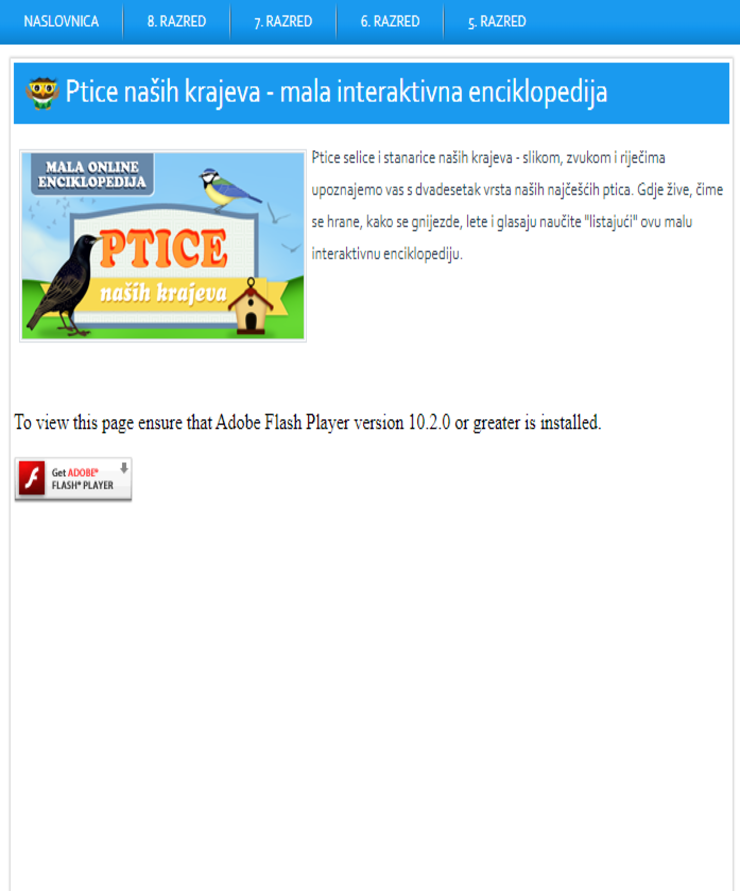 NASLOVNICA
8. RAZRED
7. RAZRED
6. RAZRED
5. RAZRED
Ptice naših krajeva - mala interaktivna enciklopedija
MALA ONLINE
ENCIKLOPEDIJA
PTICE
naših krajeva
Ptice selice i stanarice naših krajeva - slikom, zvukom i riječima
upoznajemo vas s dvadesetak vrsta naših najčešćih ptica. Gdje žive, čime
se hrane, kako se gnijezde, lete i glasaju naučite "listajući" ovu malu
interaktivnu enciklopediju.
To view this page ensure that Adobe Flash Player version 10.2.0 or greater is installed.
Get ADOBE®
FLASH® PLAYER